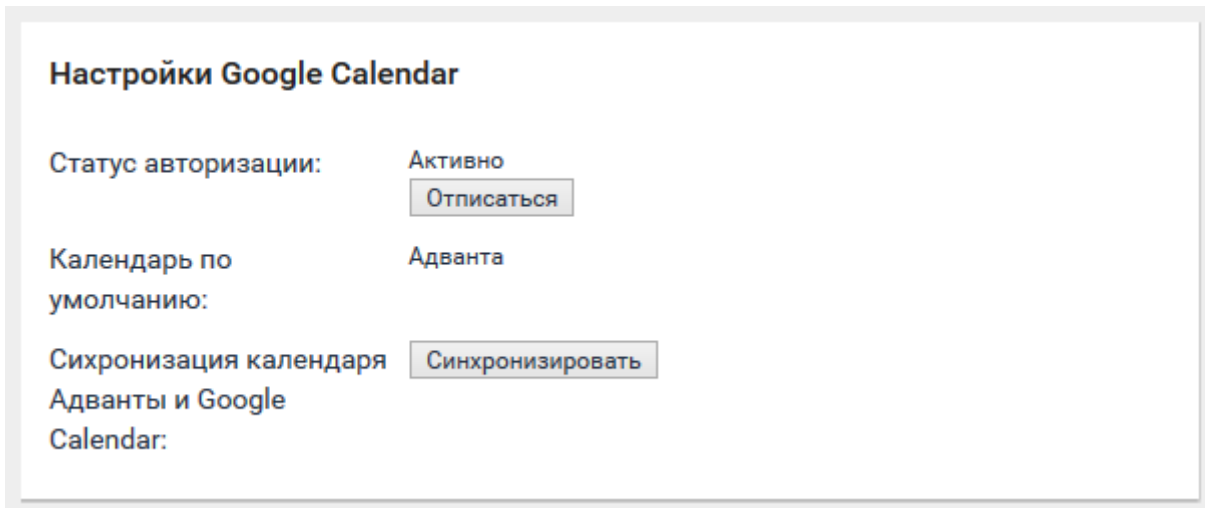 Настройки Google Calendar
Статус авторизации:
Активно
Отписаться
Календарь по
умолчанию:
Адванта
Сихронизация календаря
Адванты и Google
Calendar:
Синхронизировать